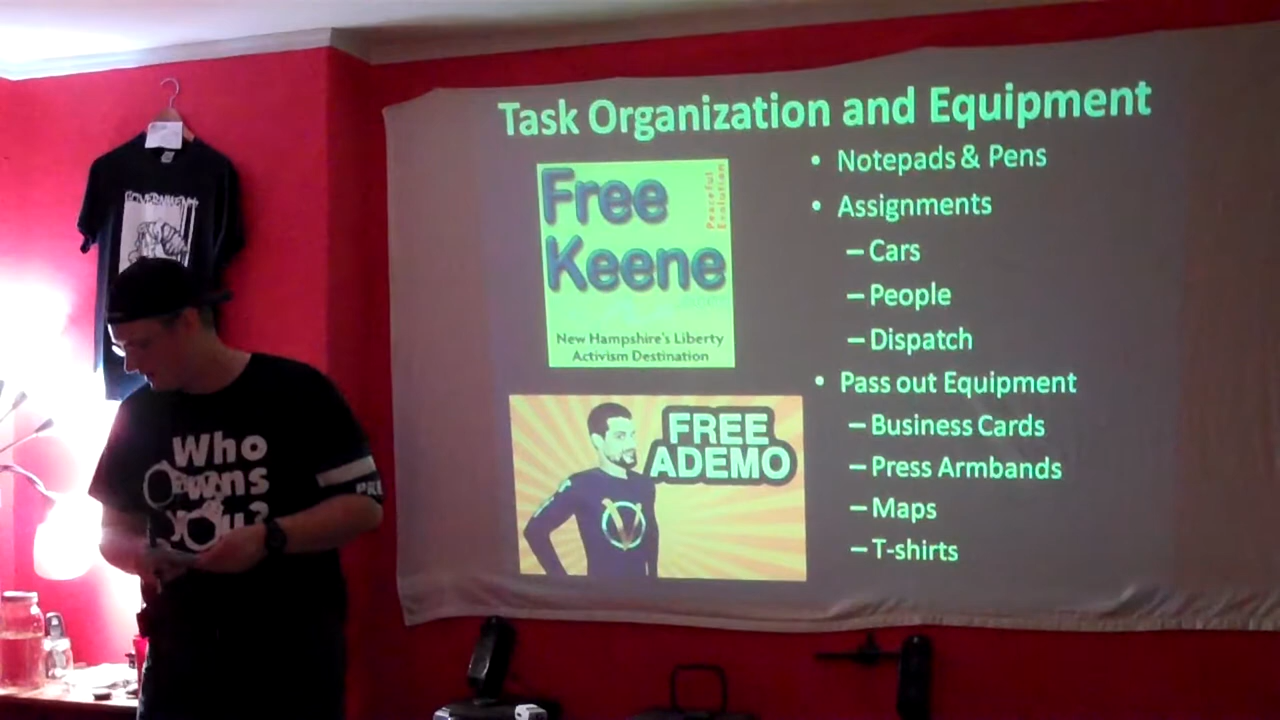 GOVERNMENT
Who
Owns
You?
Task Organization and Equipment
Free
Keene
Peaceful
Evolution
New Hampshire's Liberty
Activism Destination
FREE
ADEMO
V
• Notepads & Pens
• Assignments
– Cars
– People
– Dispatch
• Pass out Equipment
– Business Cards
– Press Armbands
– Maps
– T-shirts